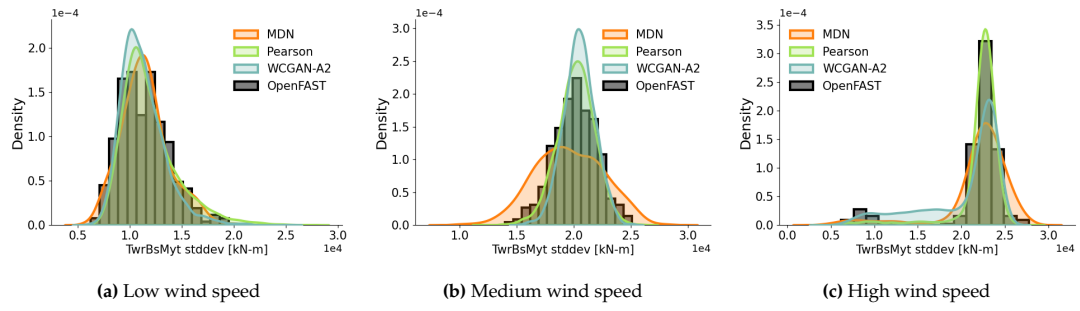 1e−4
MDN
Pearson
WCGAN-A2
OpenFAST
Density
2.0
1.5
1.0
0.5
0.0
0.5 1.0 1.5 2.0 2.5 3.0
TwrBsMyt stddev [kN-m]
1e4
(a) Low wind speed
1e−4
MDN
Pearson
WCGAN-A2
OpenFAST
Density
3.0
2.5
2.0
1.5
1.0
0.5
0.0
1.0 1.5 2.0 2.5 3.0
TwrBsMyt stddev [kN-m]
1e4
(b) Medium wind speed
1e−4
MDN
Pearson
WCGAN-A2
OpenFAST
Density
3.5
3.0
2.5
2.0
1.5
1.0
0.5
0.0
0.0 0.5 1.0 1.5 2.0 2.5 3.0
TwrBsMyt stddev [kN-m]
1e4
(c) High wind speed